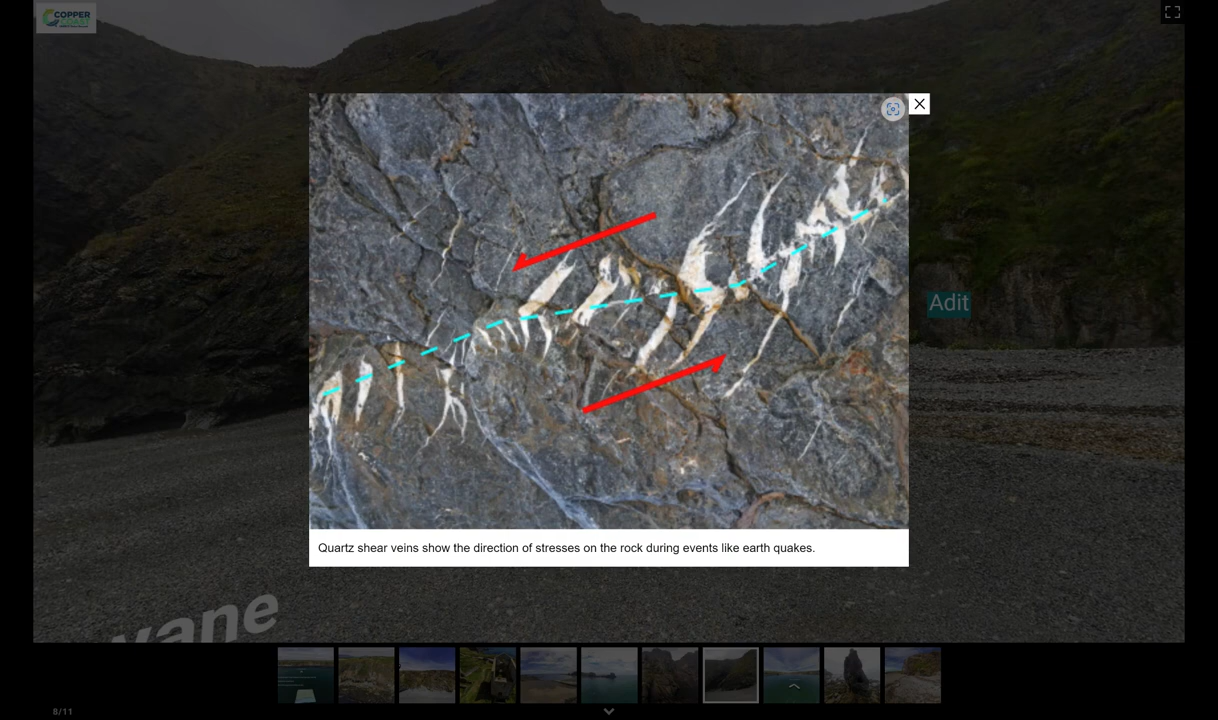 COPPER
COAST
Adit
Quartz shear veins show the direction of stresses on the rock during events like earth quakes.
8/11